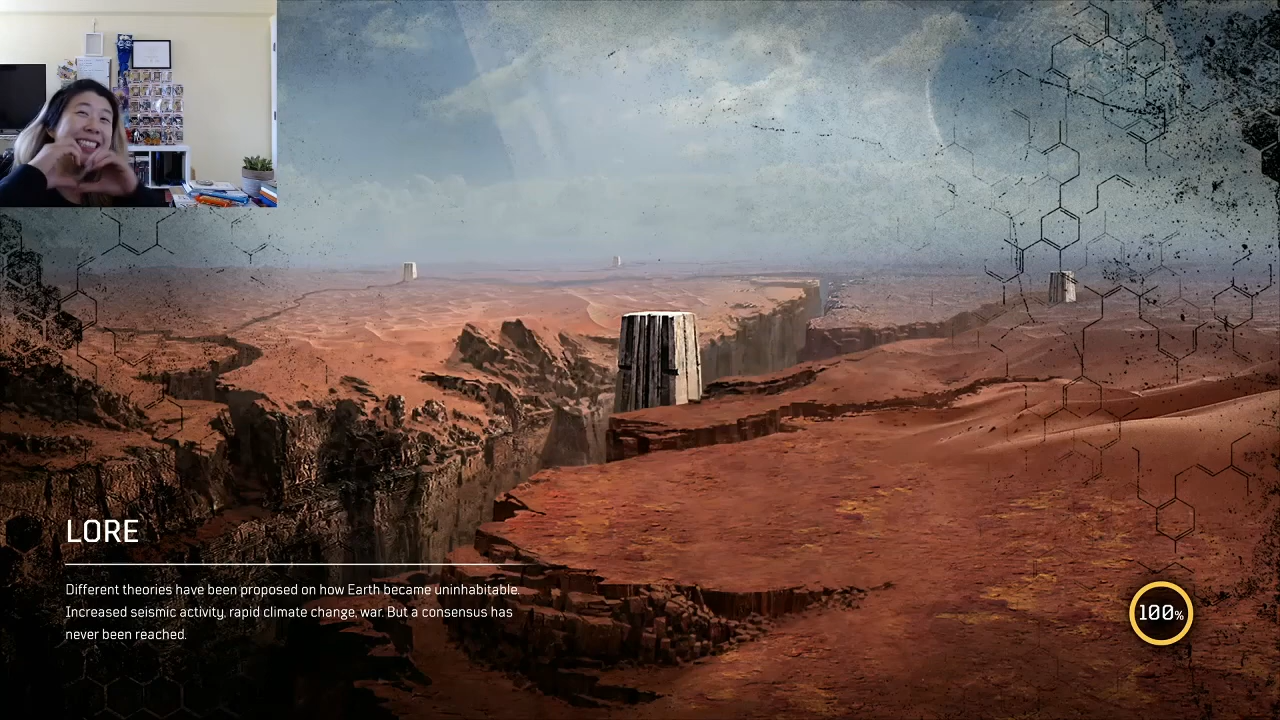 LORE
Different theories have been proposed on how Earth became uninhabitable.
Increased seismic activity, rapid climate change, war. But a consensus has
never been reached.
100%